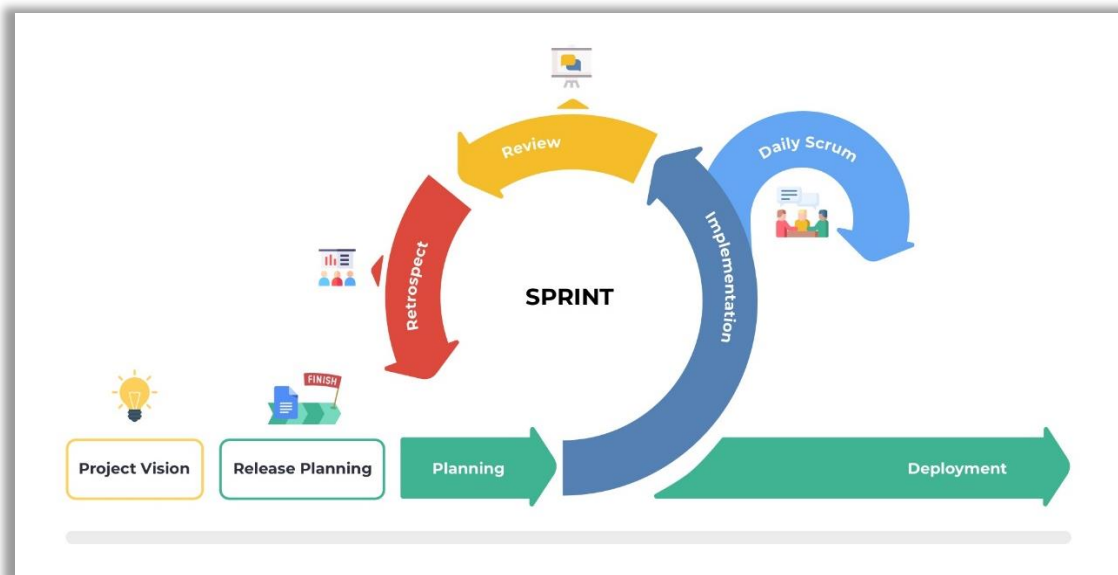 Review
Daily Scrum
Retrospect
Implementation
SPRINT
FINISH
Project Vision
Release Planning
Planning
Deployment